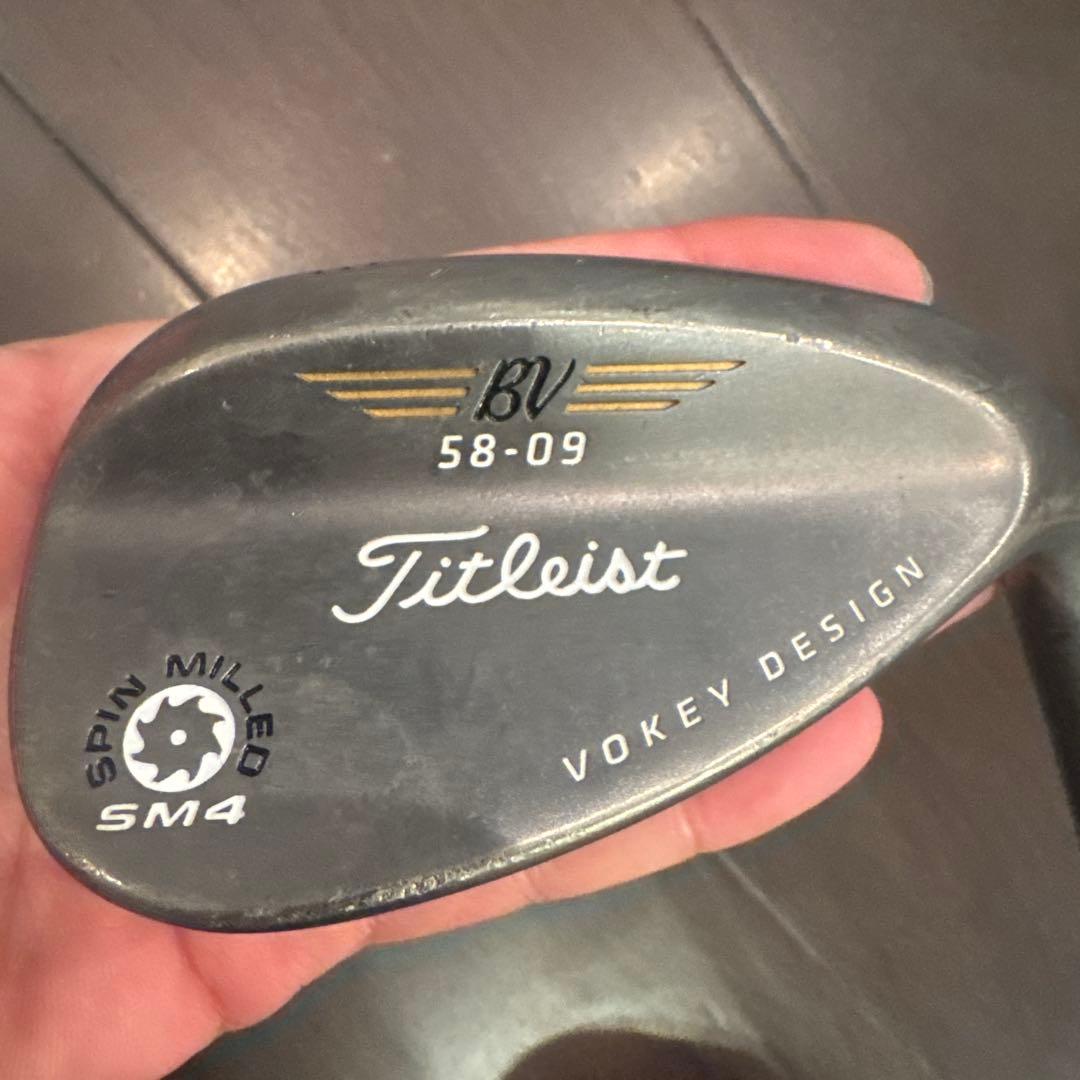 BV
58-09
Titleist
VOKEY DESIGN
SPIN MILLED
SM4